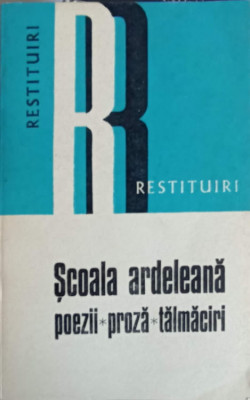 RESTITUIRI
R
RESTITUIRI
Școala ardeleană
poezii * proză * tălmăciri